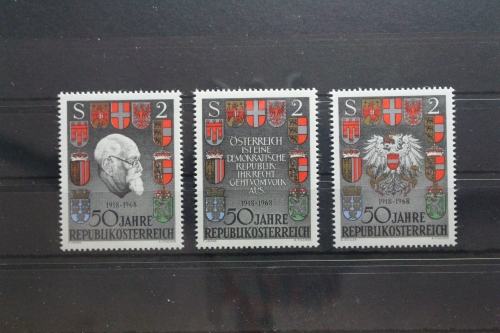 S 2
1918-1968
50 JAHRE
REPUBLIK ÖSTERREICH
S 2
ÖSTERREICH
IST EINE
DEMOKRATISCHE
REPUBLIK.
IHR RECHT
GEHT VOM VOLK
AUS.
1918-1968
50 JAHRE
REPUBLIK ÖSTERREICH
S 2
1918-1968
50 JAHRE
REPUBLIK ÖSTERREICH